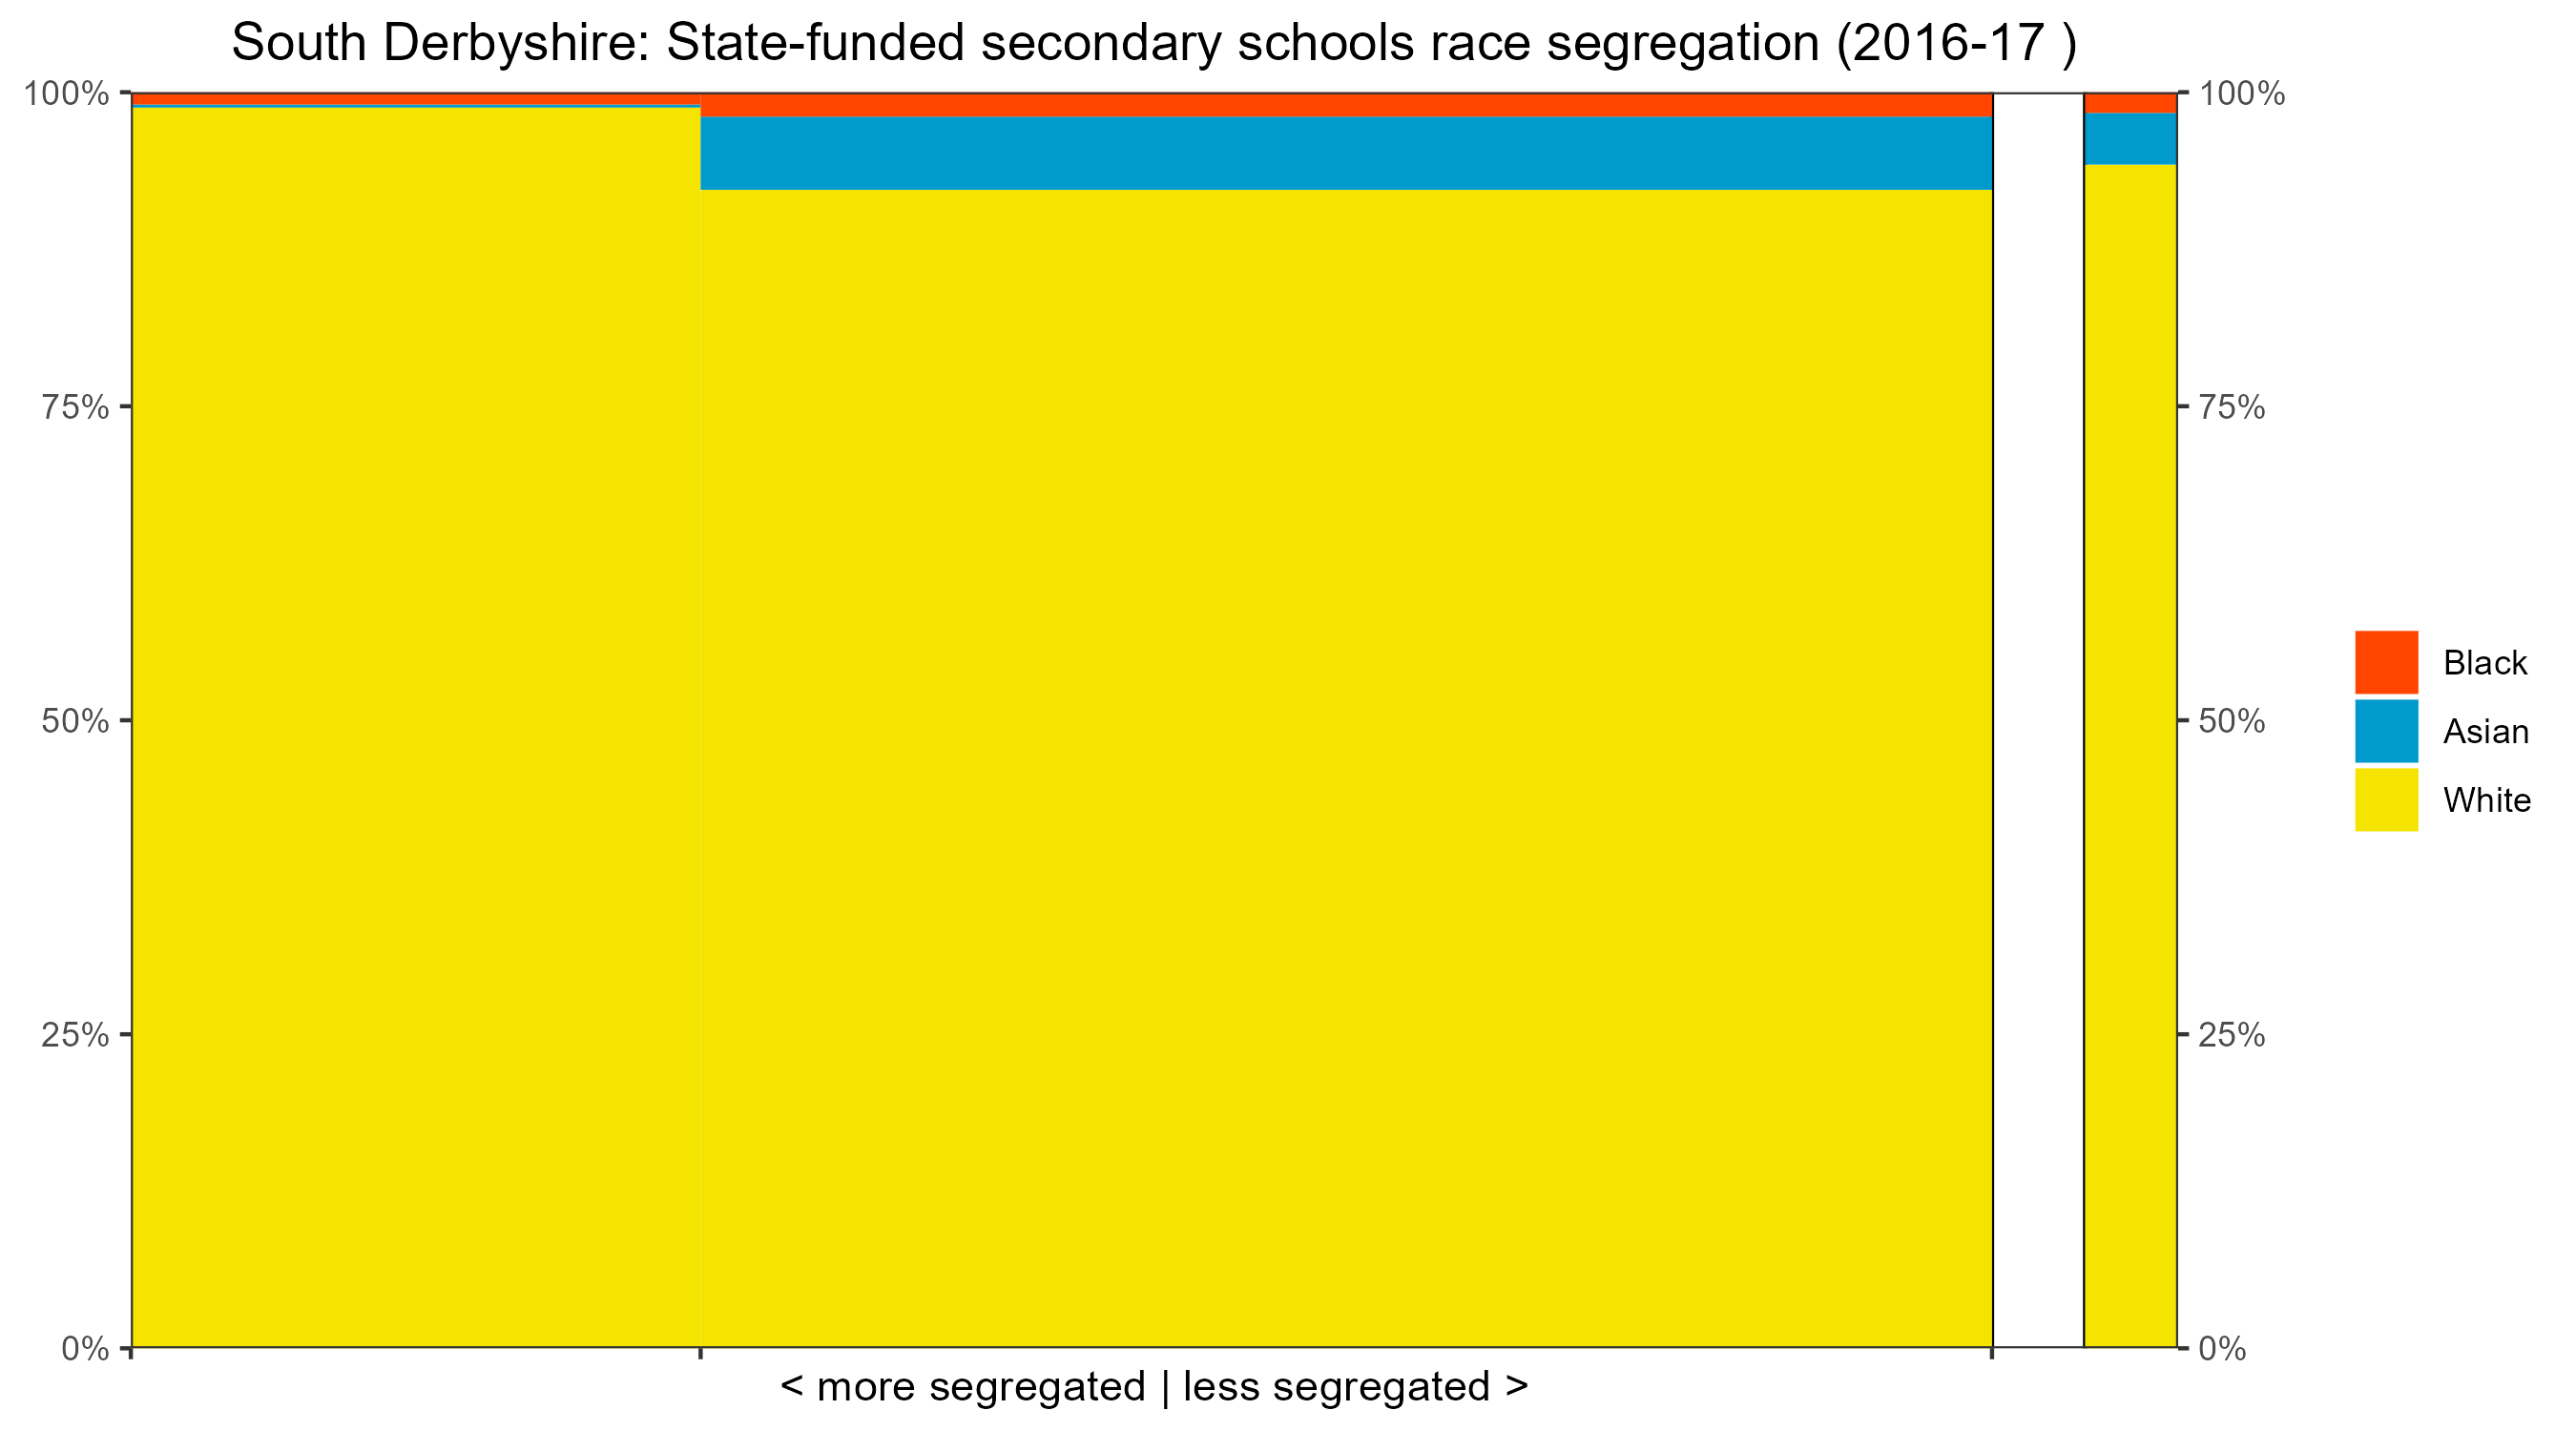 South Derbyshire: State-funded secondary schools race segregation (2016-17 )
100%
75%
50%
25%
0%
100%
75%
50%
25%
0%
Black
Asian
White
< more segregated | less segregated >